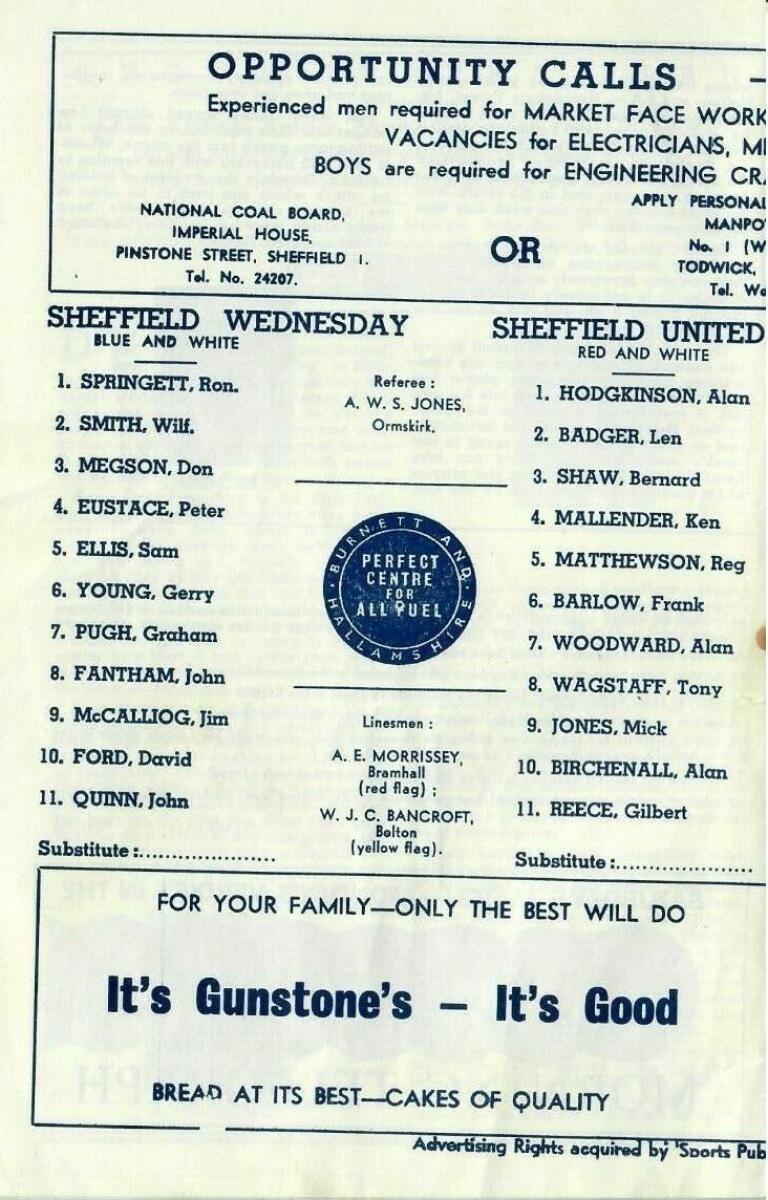 OPPORTUNITY CALLS —
Experienced men required for MARKET FACE WORK
VACANCIES for ELECTRICIANS, M
BOYS are required for ENGINEERING CR
NATIONAL COAL BOARD,
IMPERIAL HOUSE,
PINSTONE STREET, SHEFFIELD 1.
Tel. No. 24207.
OR
APPLY PERSONAL
MANPO
No. 1 (W
TODWICK,
Tel. Wo
SHEFFIELD WEDNESDAY
BLUE AND WHITE
1. SPRINGETT, Ron.
2. SMITH, Wilf.
3. MEGSON, Don
4. EUSTACE, Peter
5. ELLIS, Sam
6. YOUNG, Gerry
7. PUGH, Graham
8. FANTHAM, John
9. McCALLIOG, Jim
10. FORD, David
11. QUINN, John
Substitute :......................
Referee :
A. W. S. JONES,
Ormskirk.
BURNETT AND
HALLAMSHIRE
PERFECT
CENTRE
FOR
ALL FUEL
Linesmen :
A. E. MORRISSEY,
Bramhall
(red flag) :
W. J. C. BANCROFT,
Bolton
(yellow flag).
SHEFFIELD UNITED
RED AND WHITE
1. HODGKINSON, Alan
2. BADGER, Len
3. SHAW, Bernard
4. MALLENDER, Ken
5. MATTHEWSON, Reg
6. BARLOW, Frank
7. WOODWARD, Alan
8. WAGSTAFF, Tony
9. JONES, Mick
10. BIRCHENALL, Alan
11. REECE, Gilbert
Substitute :......................
FOR YOUR FAMILY—ONLY THE BEST WILL DO
It's Gunstone's – It's Good
BREAD AT ITS BEST—CAKES OF QUALITY
Advertising Rights acquired by 'Sports Pub